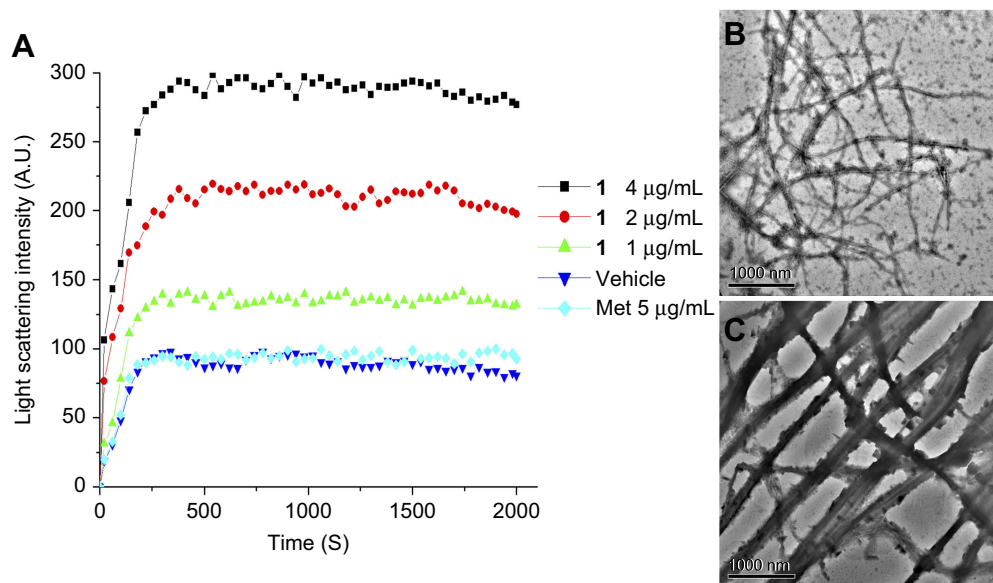 A
300
250
200
150
100
50
0
Light scattering intensity (A.U.)
0 500 1000 1500 2000
Time (S)
1 4 μg/mL
1 2 μg/mL
1 1 μg/mL
Vehicle
Met 5 μg/mL
B
1000 nm
C
1000 nm